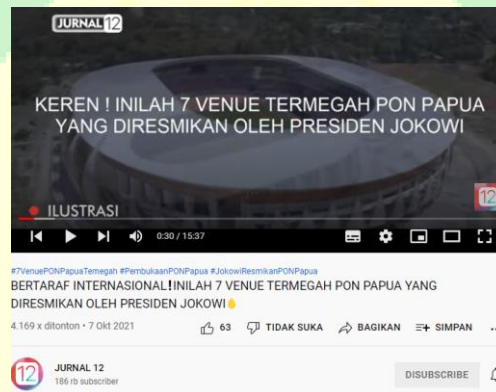 JURNAL 12
KEREN ! INILAH 7 VENUE TERMEGAH PON PAPUA
YANG DIRESMIKAN OLEH PRESIDEN JOKOWI
12
ILUSTRASI
0:30 / 15:37
#7VenuePONPapuaTemegah #PembukaanPONPapua #JokowiResmikanPONPapua
BERTARAF INTERNASIONAL!INILAH 7 VENUE TERMEGAH PON PAPUA YANG
DIRESMIKAN OLEH PRESIDEN JOKOWI
4.169 x ditonton • 7 Okt 2021 63 TIDAK SUKA BAGIKAN SIMPAN ...
12 JURNAL 12
186 rb subscriber
DISUBSCRIBE